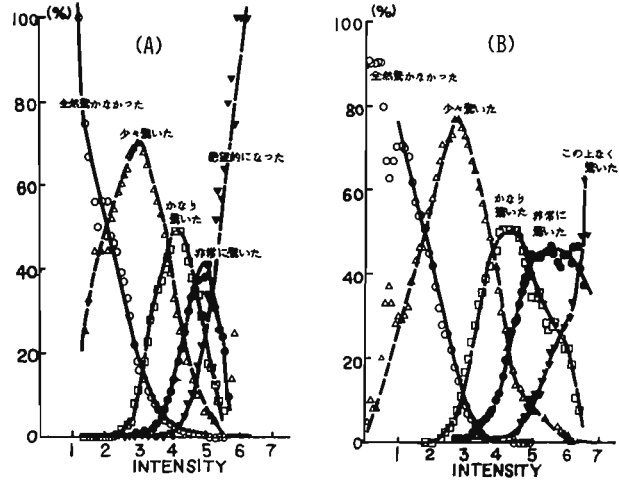 (%)
(A)
100
80
60
40
20
0
全然驚かなかった
少々驚いた
かなり
驚いた
非常に驚いた
絶望的になった
1 2 3 4 5 6 7
INTENSITY
(%)
(B)
100
80
60
40
20
0
全然驚かなかった
少々驚いた
かなり
驚いた
非常に
驚いた
この上なく
驚いた
1 2 3 4 5 6 7
INTENSITY